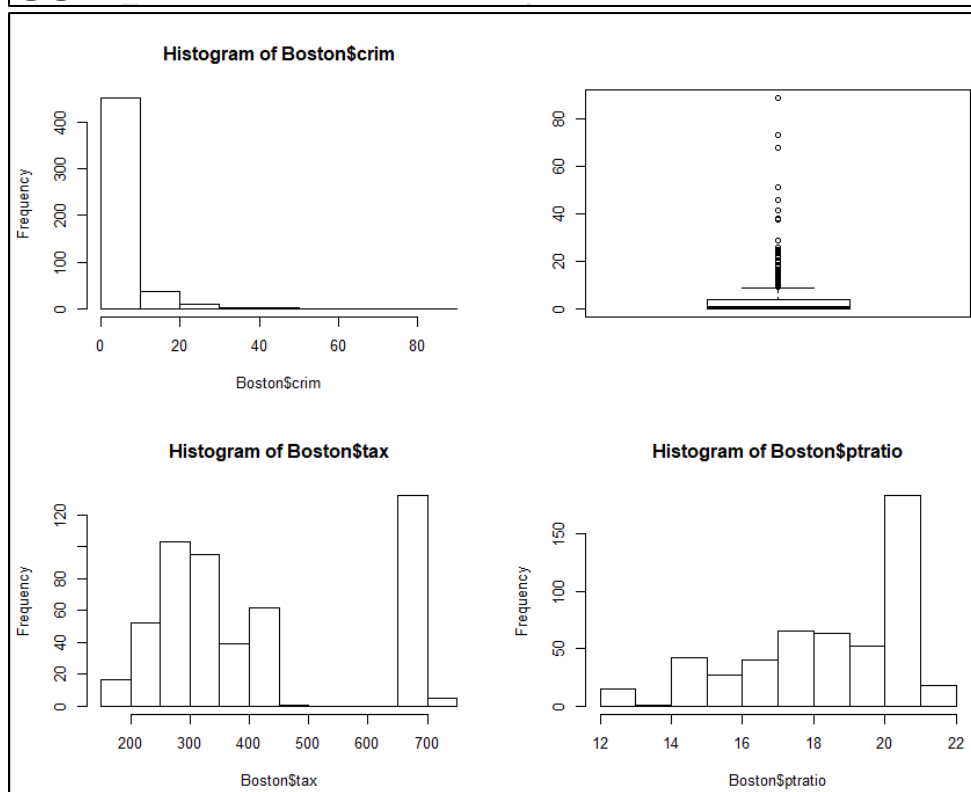 Histogram of Boston$crim
Frequency
0
100
200
300
400
0 20 40 60 80
Boston$crim
0
20
40
60
80
Histogram of Boston$tax
Frequency
0
20
40
60
80
120
200 300 400 500 600 700
Boston$tax
Histogram of Boston$ptratio
Frequency
0
50
100
150
12 14 16 18 20 22
Boston$ptratio